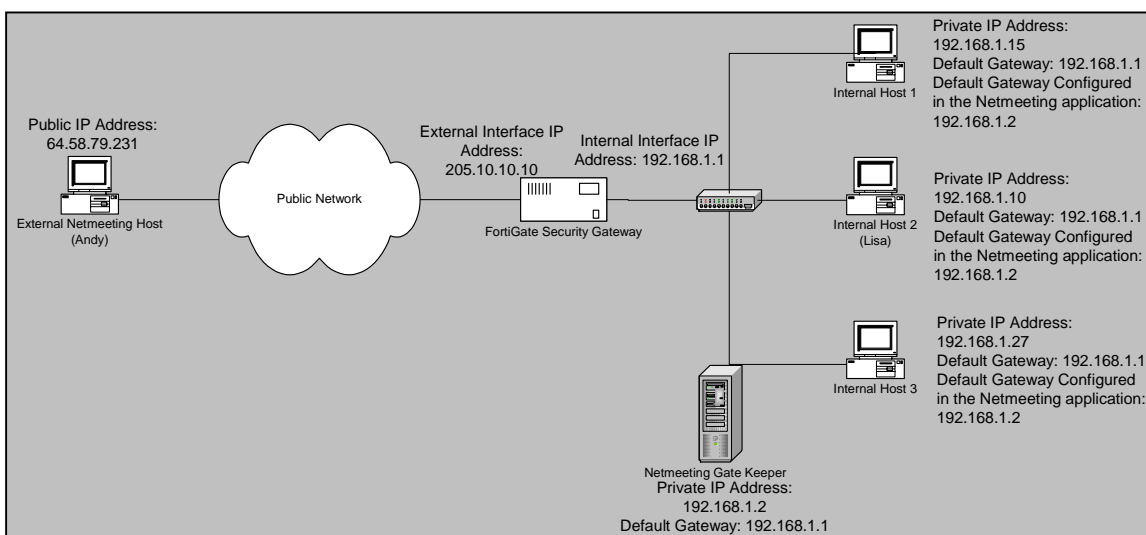 Public IP Address:
64.58.79.231
External Netmeeting Host
(Andy)
Public Network
External Interface IP
Address:
205.10.10.10
FortiGate Security Gateway
Internal Interface IP
Address: 192.168.1.1
Internal Host 1
Private IP Address:
192.168.1.15
Default Gateway: 192.168.1.1
Default Gateway Configured
in the Netmeeting application:
192.168.1.2
Internal Host 2
(Lisa)
Private IP Address:
192.168.1.10
Default Gateway: 192.168.1.1
Default Gateway Configured
in the Netmeeting application:
192.168.1.2
Internal Host 3
Private IP Address:
192.168.1.27
Default Gateway: 192.168.1.1
Default Gateway Configured
in the Netmeeting application:
192.168.1.2
Netmeeting Gate Keeper
Private IP Address:
192.168.1.2
Default Gateway: 192.168.1.1